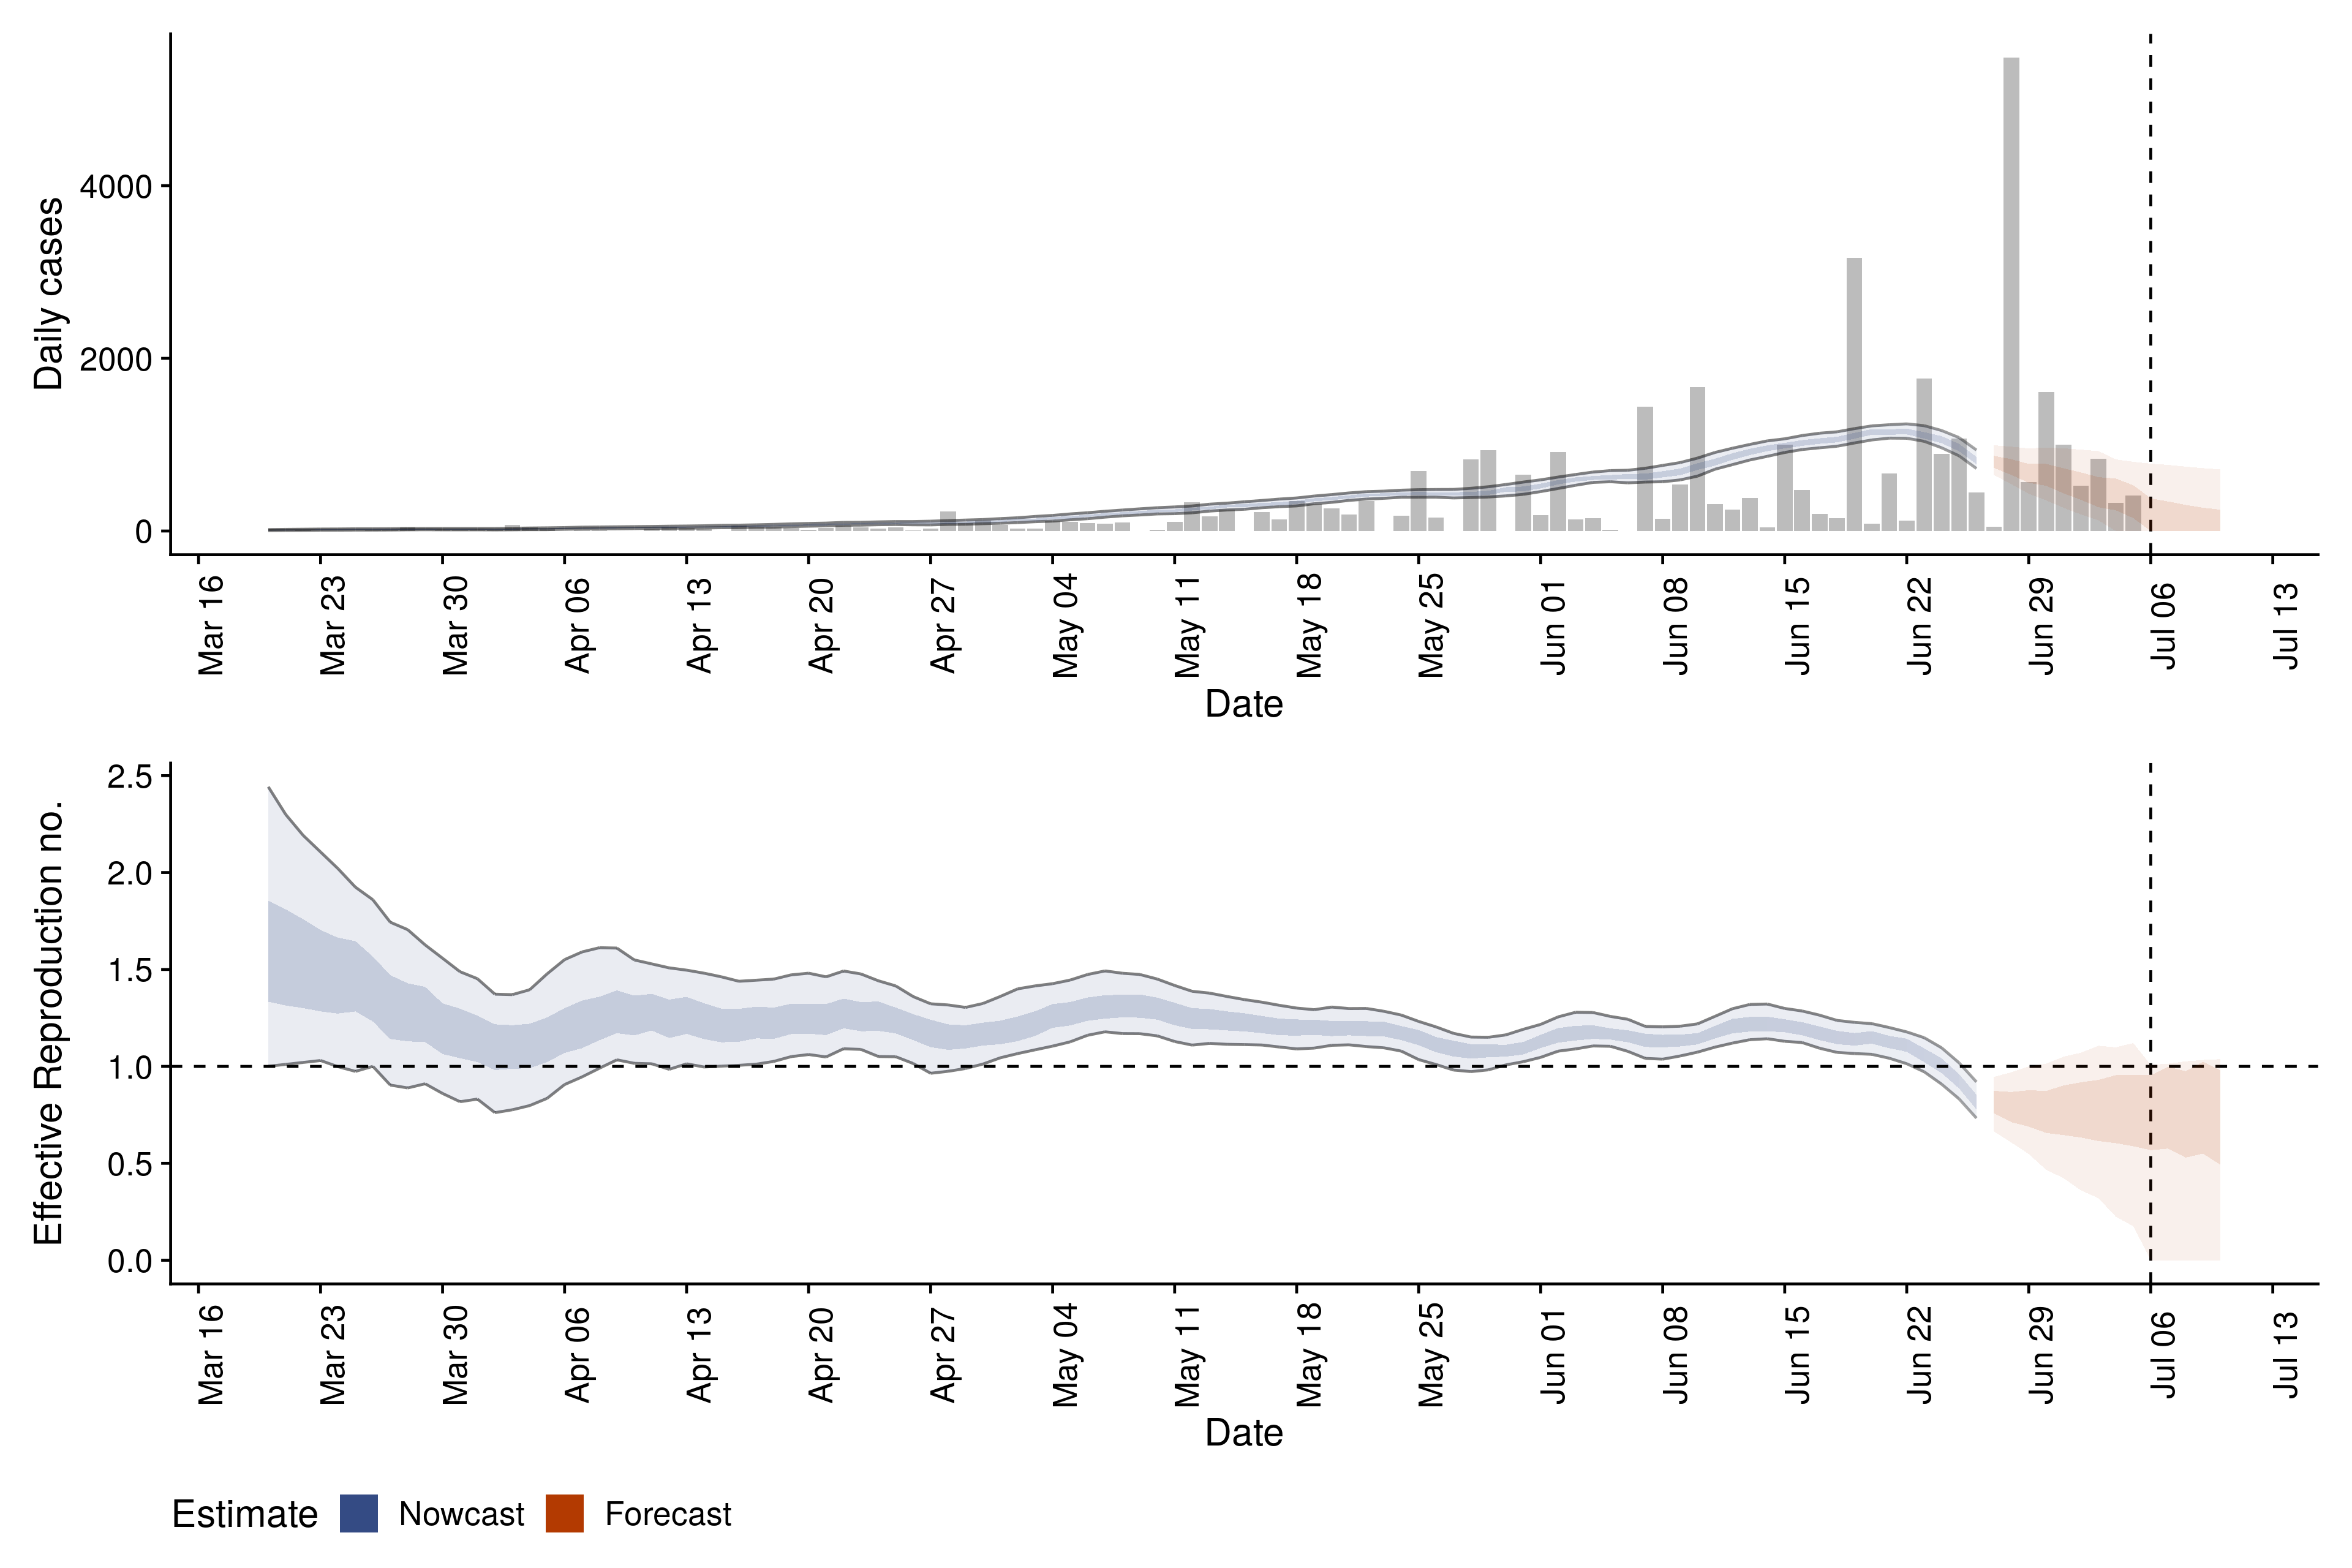 Daily cases
4000
2000
0
Mar 16 Mar 23 Mar 30 Apr 06 Apr 13 Apr 20 Apr 27 May 04 May 11 May 18 May 25 Jun 01 Jun 08 Jun 15 Jun 22 Jun 29 Jul 06 Jul 13
Date
Effective Reproduction no.
2.5
2.0
1.5
1.0
0.5
0.0
Mar 16 Mar 23 Mar 30 Apr 06 Apr 13 Apr 20 Apr 27 May 04 May 11 May 18 May 25 Jun 01 Jun 08 Jun 15 Jun 22 Jun 29 Jul 06 Jul 13
Date
Estimate Nowcast Forecast